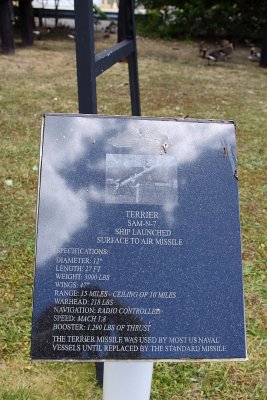 TERRIER
SAM-N-7
SHIP LAUNCHED
SURFACE TO AIR MISSILE
SPECIFICATIONS:
DIAMETER: 12"
LENGTH: 27 FT
WEIGHT: 3000 LBS
WINGS: 47"
RANGE: 15 MILES - CEILING OF 10 MILES
WARHEAD: 218 LBS
NAVIGATION: RADIO CONTROLLED
SPEED: MACH 1.8
BOOSTER: 1,290 LBS OF THRUST
THE TERRIER MISSILE WAS USED BY MOST US NAVAL
VESSELS UNTIL REPLACED BY THE STANDARD MISSILE